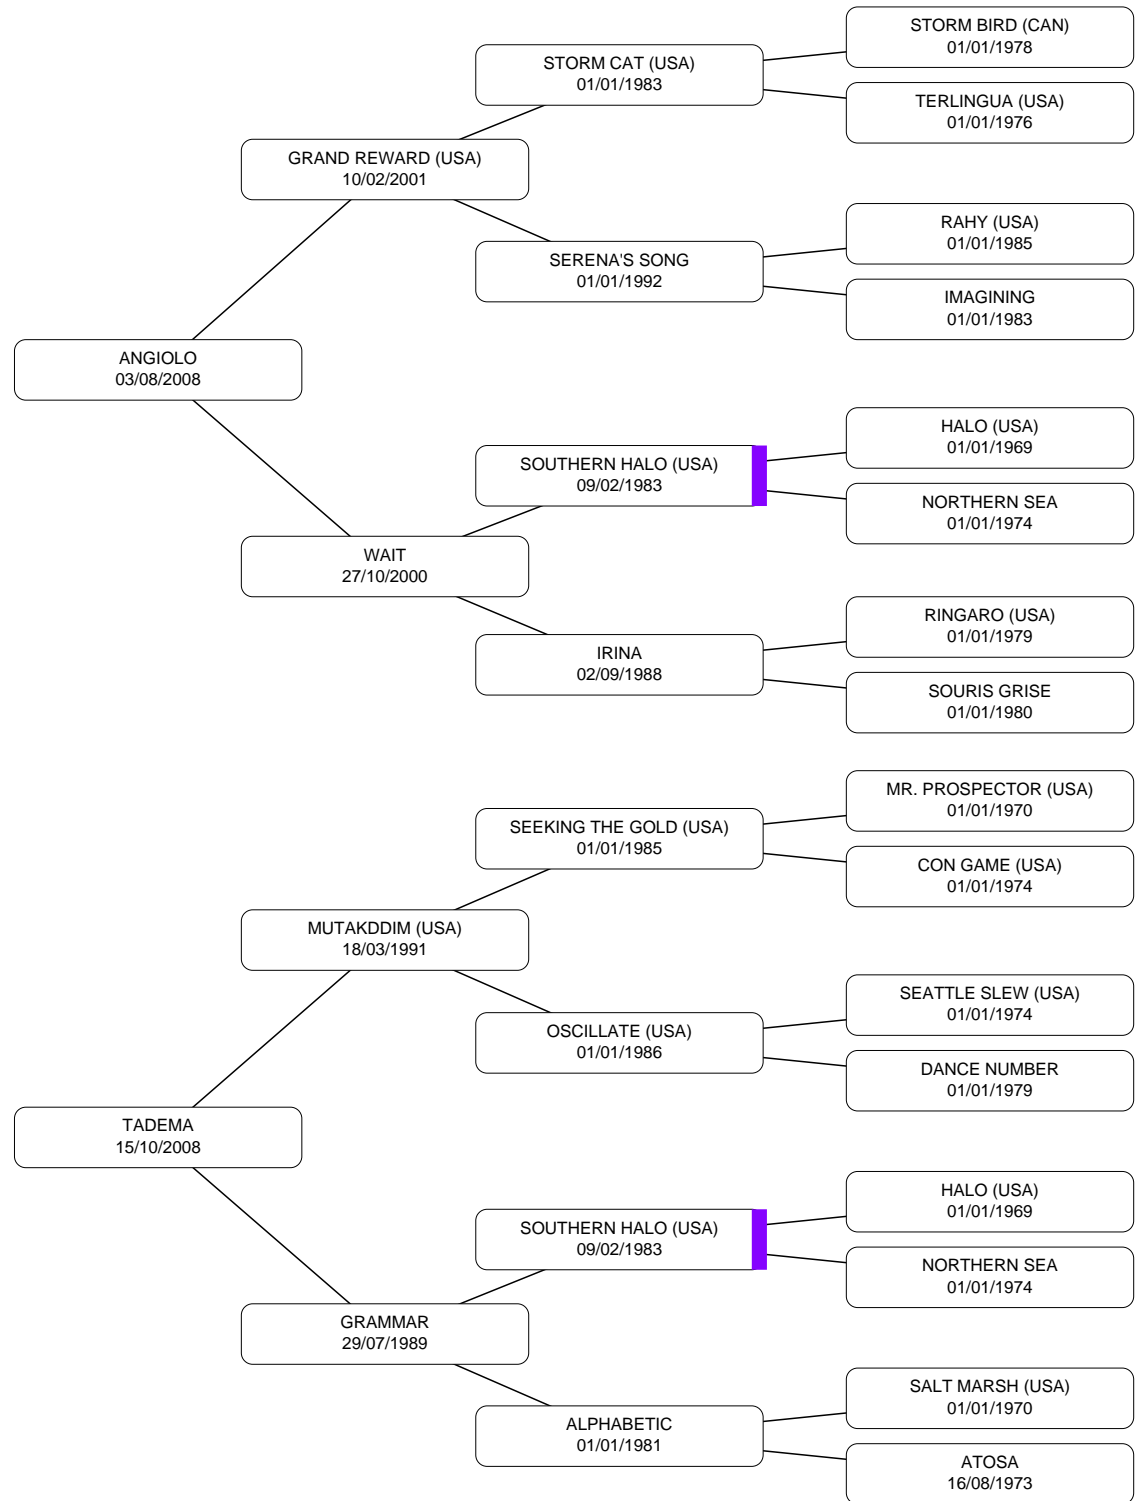 STORM BIRD (CAN)
01/01/1978
STORM CAT (USA)
01/01/1983
TERLINGUA (USA)
01/01/1976
GRAND REWARD (USA)
10/02/2001
RAHY (USA)
01/01/1985
SERENA'S SONG
01/01/1992
IMAGINING
01/01/1983
ANGIOLO
03/08/2008
HALO (USA)
01/01/1969
SOUTHERN HALO (USA)
09/02/1983
NORTHERN SEA
01/01/1974
WAIT
27/10/2000
RINGARO (USA)
01/01/1979
IRINA
02/09/1988
SOURIS GRISE
01/01/1980
MR. PROSPECTOR (USA)
01/01/1970
SEEKING THE GOLD (USA)
01/01/1985
CON GAME (USA)
01/01/1974
MUTAKDDIM (USA)
18/03/1991
SEATTLE SLEW (USA)
01/01/1974
OSCILLATE (USA)
01/01/1986
DANCE NUMBER
01/01/1979
TADEMA
15/10/2008
HALO (USA)
01/01/1969
SOUTHERN HALO (USA)
09/02/1983
NORTHERN SEA
01/01/1974
GRAMMAR
29/07/1989
SALT MARSH (USA)
01/01/1970
ALPHABETIC
01/01/1981
ATOSA
16/08/1973